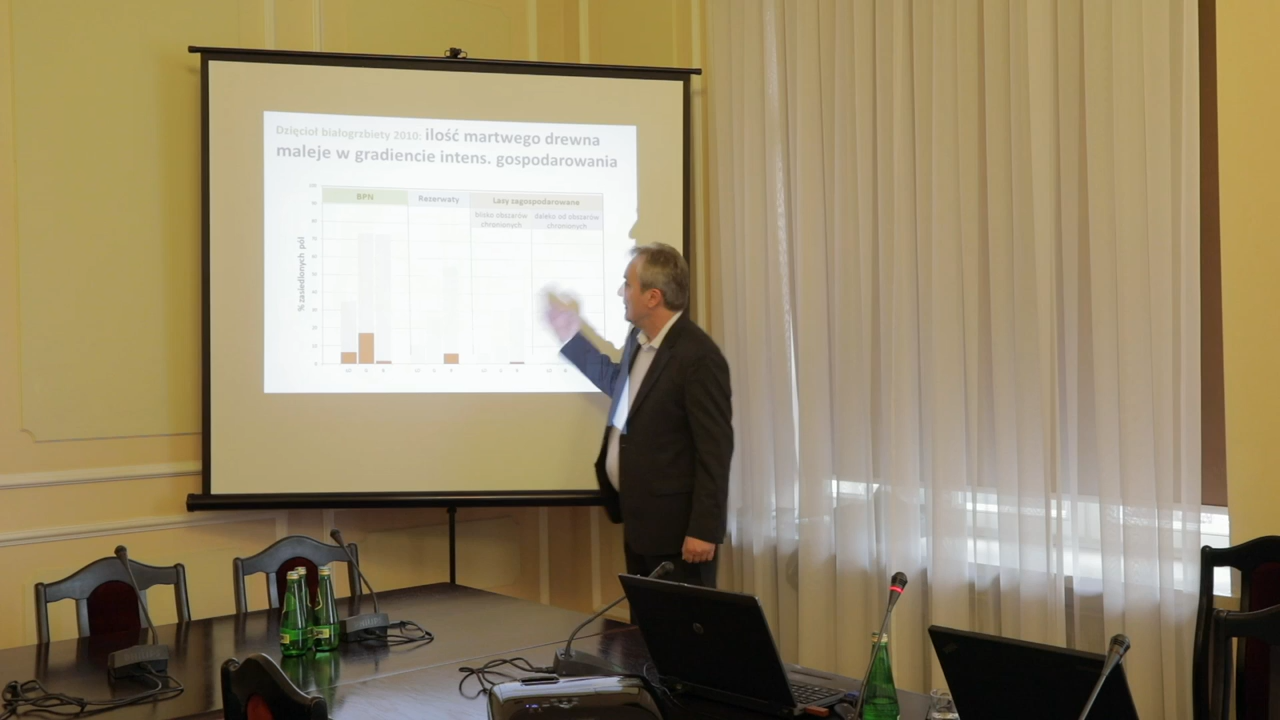 Dzięcioł białogrzbiety 2010: ilość martwego drewna
maleje w gradiencie intens. gospodarowania
BPN
Rezerwaty
Lasy zagospodarowane
blisko obszarów
chronionych
daleko od obszarów
chronionych
% zasiedlonych pól
hp